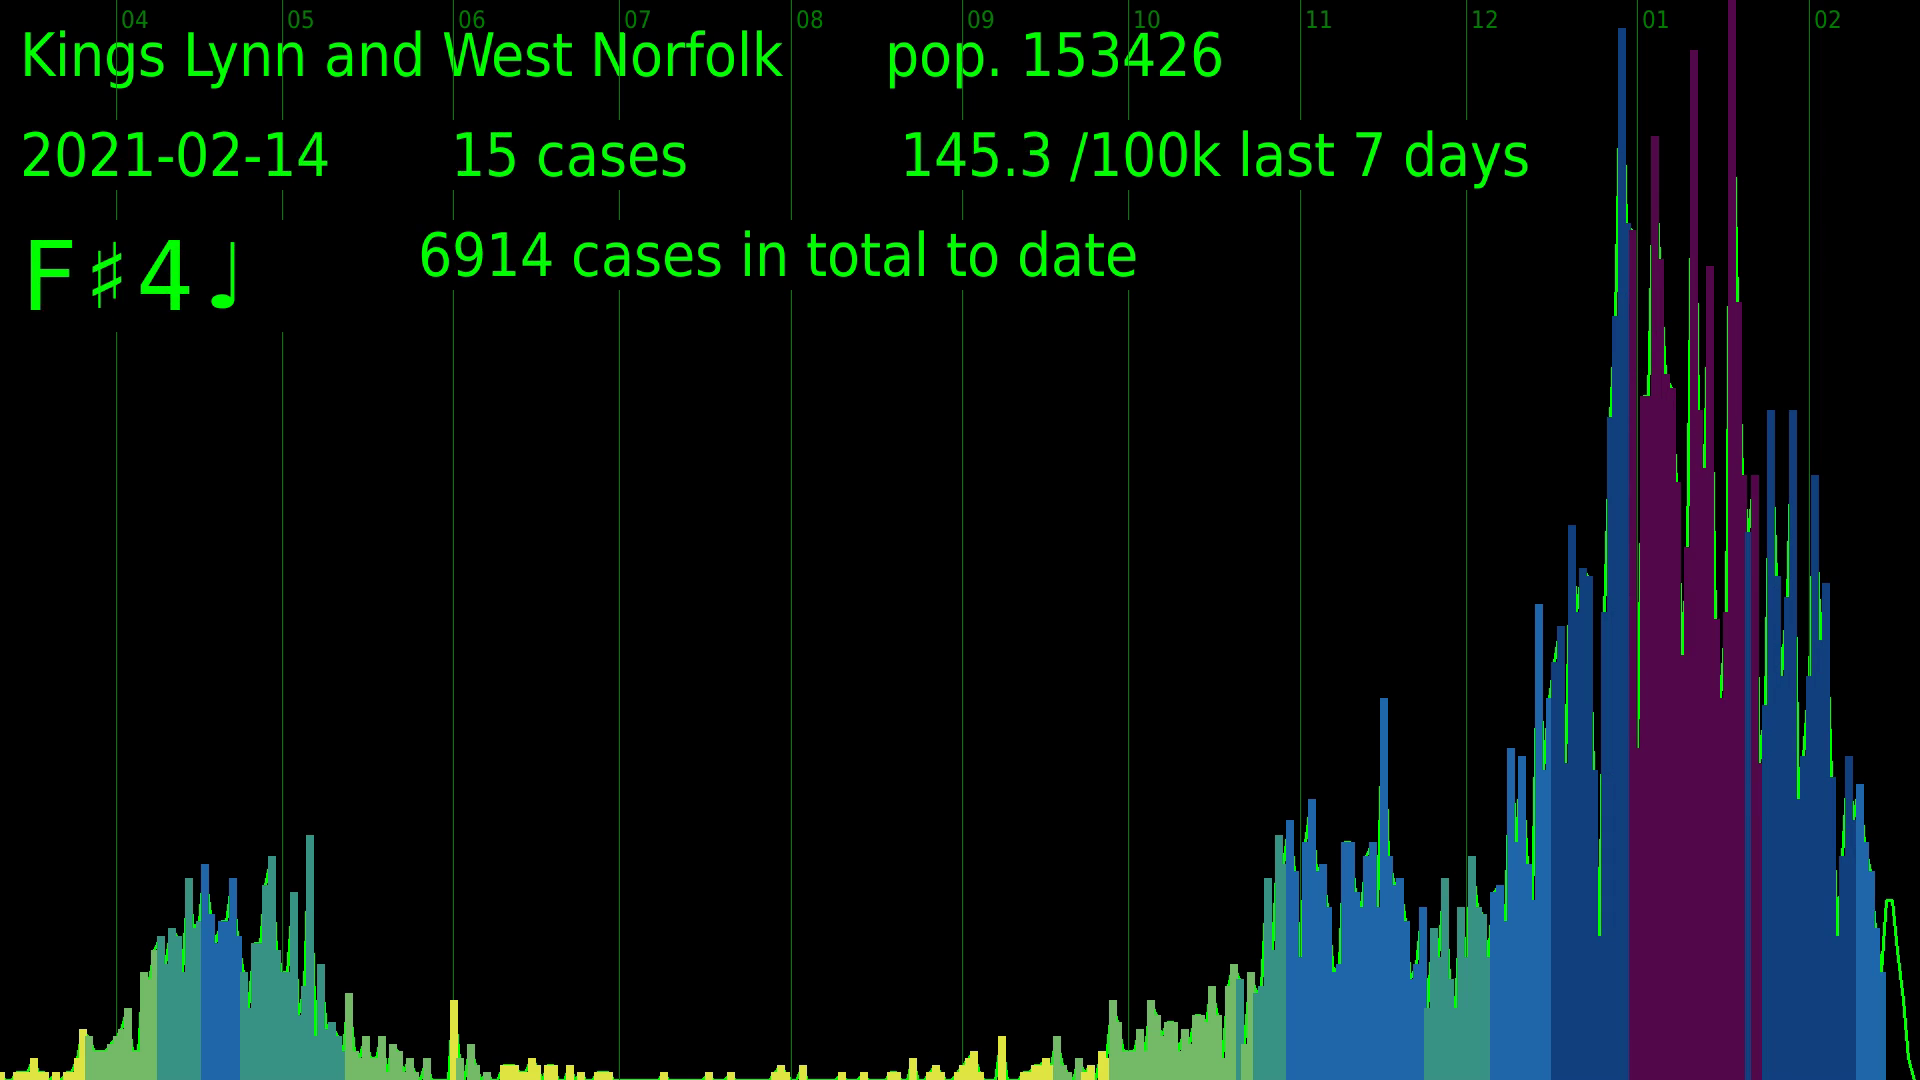 04 05 06 07 08 09 10 11 12 01 02
Kings Lynn and West Norfolk pop. 153426
2021-02-14 15 cases 145.3 /100k last 7 days
F♯4♩ 6914 cases in total to date